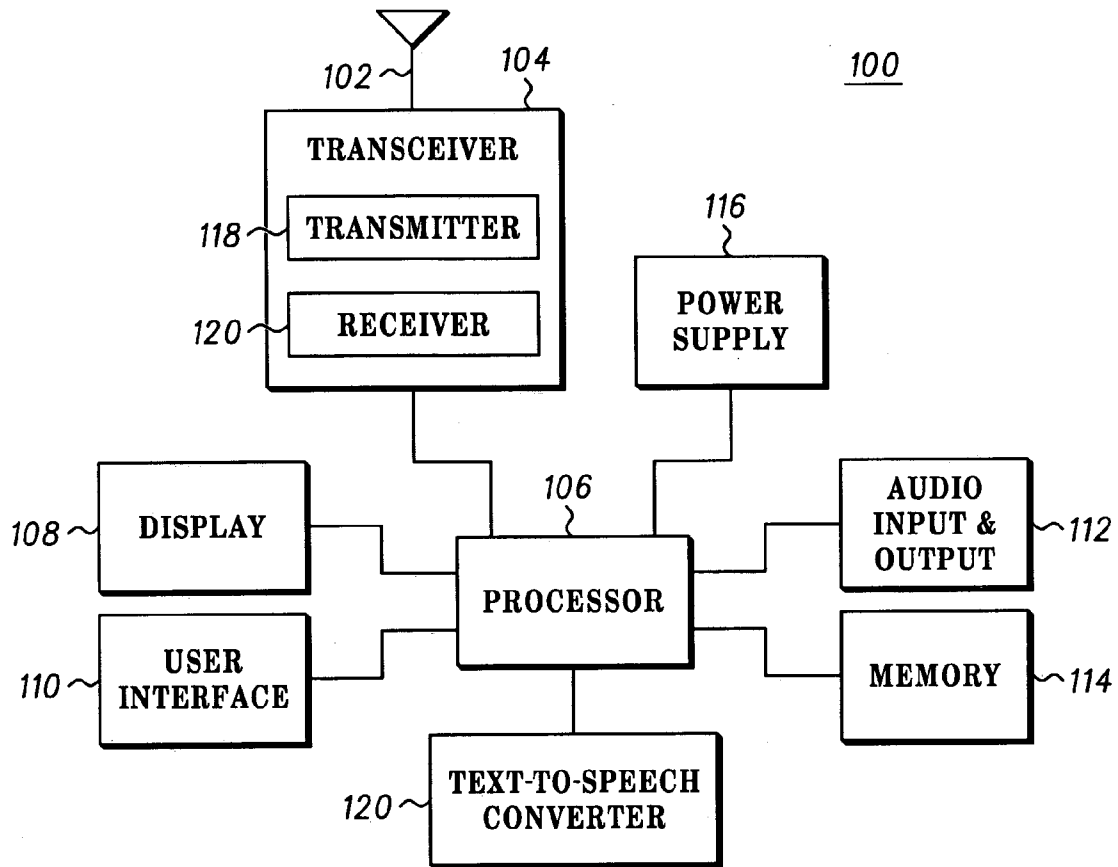 102
104
100
TRANSCEIVER
118
TRANSMITTER
120
RECEIVER
116
POWER
SUPPLY
106
108
DISPLAY
AUDIO
INPUT &
OUTPUT
112
PROCESSOR
110
USER
INTERFACE
MEMORY
114
120
TEXT-TO-SPEECH
CONVERTER